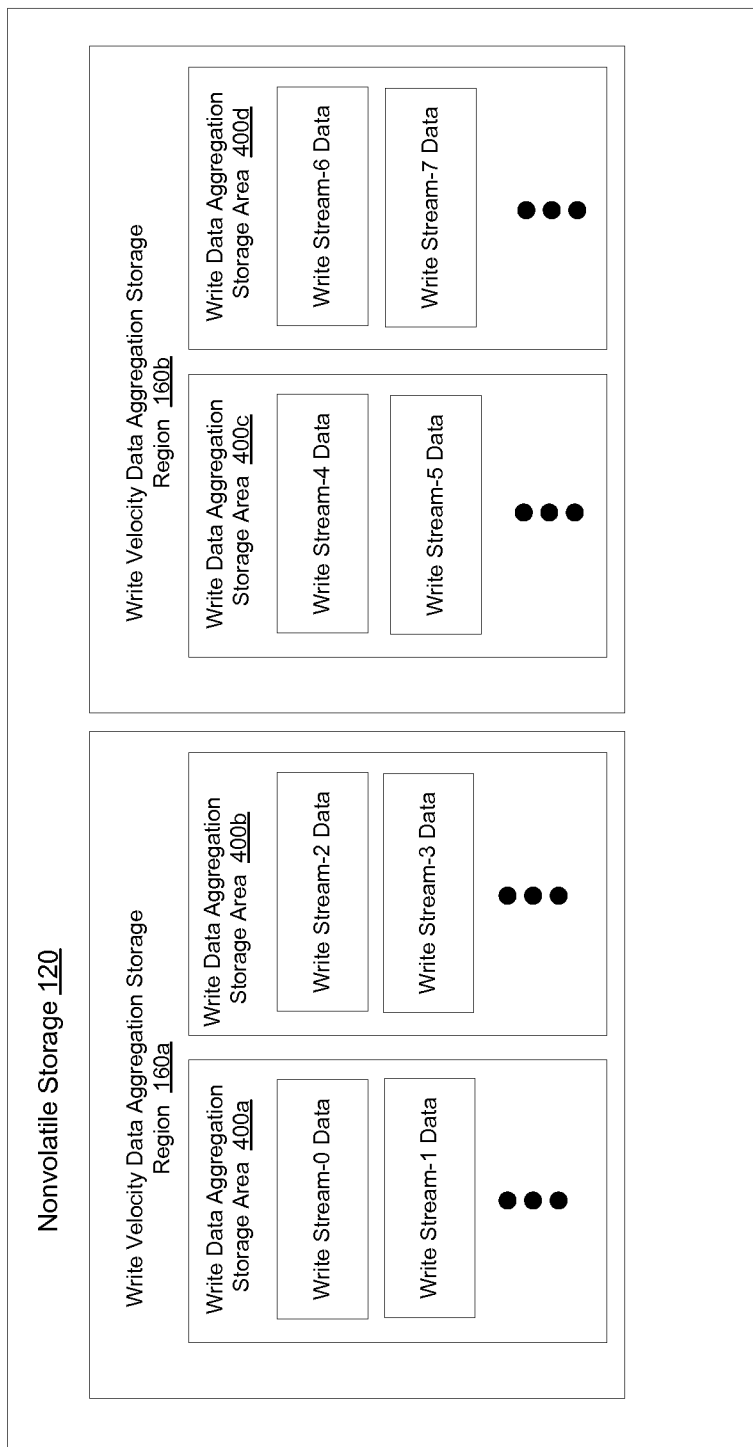 Nonvolatile Storage 120
Write Velocity Data Aggregation Storage
Region 160a
Write Data Aggregation
Storage Area 400a
Write Stream-0 Data
Write Stream-1 Data
Write Data Aggregation
Storage Area 400b
Write Stream-2 Data
Write Stream-3 Data
Write Velocity Data Aggregation Storage
Region 160b
Write Data Aggregation
Storage Area 400c
Write Stream-4 Data
Write Stream-5 Data
Write Data Aggregation
Storage Area 400d
Write Stream-6 Data
Write Stream-7 Data